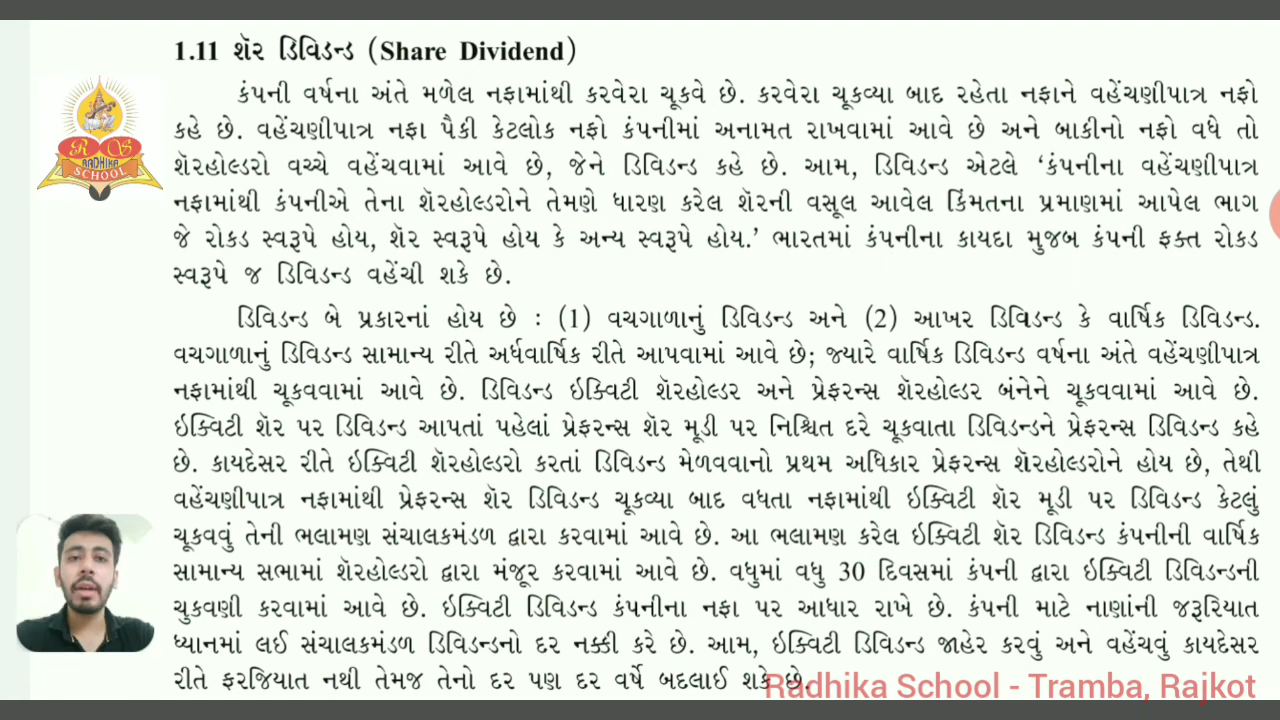 1.11 શૅર ડિવિડન્ડ (Share Dividend)
કંપની વર્ષના અંતે મળેલ નફામાંથી કરવેરા ચૂકવે છે. કરવેરા ચૂકવ્યા બાદ રહેતા નફાને વહેંચણીપાત્ર નફો
કહે છે. વહેંચણીપાત્ર નફા પૈકી કેટલોક નફો કંપનીમાં અનામત રાખવામાં આવે છે અને બાકીનો નફો વધે તો
શૅરહોલ્ડરો વચ્ચે વહેંચવામાં આવે છે, જેને ડિવિડન્ડ કહે છે. આમ, ડિવિડન્ડ એટલે ‘કંપનીના વહેંચણીપાત્ર
નફામાંથી કંપનીએ તેના શૅરહોલ્ડરોને તેમણે ધારણ કરેલ શૅરની વસૂલ આવેલ કિંમતના પ્રમાણમાં આપેલ ભાગ
જે રોકડ સ્વરૂપે હોય, શૅર સ્વરૂપે હોય કે અન્ય સ્વરૂપે હોય.’ ભારતમાં કંપનીના કાયદા મુજબ કંપની ફક્ત રોકડ
સ્વરૂપે જ ડિવિડન્ડ વહેંચી શકે છે.
ડિવિડન્ડ બે પ્રકારનાં હોય છે : (1) વચગાળાનું ડિવિડન્ડ અને (2) આખર ડિવિડન્ડ કે વાર્ષિક ડિવિડન્ડ.
વચગાળાનું ડિવિડન્ડ સામાન્ય રીતે અર્ધવાર્ષિક રીતે આપવામાં આવે છે; જ્યારે વાર્ષિક ડિવિડન્ડ વર્ષના અંતે વહેંચણીપાત્ર
નફામાંથી ચૂકવવામાં આવે છે. ડિવિડન્ડ ઇક્વિટી શૅરહોલ્ડર અને પ્રેફરન્સ શૅરહોલ્ડર બંનેને ચૂકવવામાં આવે છે.
ઇક્વિટી શૅર પર ડિવિડન્ડ આપતાં પહેલાં પ્રેફરન્સ શૅર મૂડી પર નિશ્ચિત દરે ચૂકવાતા ડિવિડન્ડને પ્રેફરન્સ ડિવિડન્ડ કહે
છે. કાયદેસર રીતે ઇક્વિટી શૅરહોલ્ડરો કરતાં ડિવિડન્ડ મેળવવાનો પ્રથમ અધિકાર પ્રેફરન્સ શૅરહોલ્ડરોને હોય છે, તેથી
વહેંચણીપાત્ર નફામાંથી પ્રેફરન્સ શૅર ડિવિડન્ડ ચૂકવ્યા બાદ વધતા નફામાંથી ઇક્વિટી શૅર મૂડી પર ડિવિડન્ડ કેટલું
ચૂકવવું તેની ભલામણ સંચાલકમંડળ દ્વારા કરવામાં આવે છે. આ ભલામણ કરેલ ઇક્વિટી શૅર ડિવિડન્ડ કંપનીની વાર્ષિક
સામાન્ય સભામાં શૅરહોલ્ડરો દ્વારા મંજૂર કરવામાં આવે છે. વધુમાં વધુ 30 દિવસમાં કંપની દ્વારા ઇક્વિટી ડિવિડન્ડની
ચુકવણી કરવામાં આવે છે. ઇક્વિટી ડિવિડન્ડ કંપનીના નફા પર આધાર રાખે છે. કંપની માટે નાણાંની જરૂરિયાત
ધ્યાનમાં લઈ સંચાલકમંડળ ડિવિડન્ડનો દર નક્કી કરે છે. આમ, ઇક્વિટી ડિવિડન્ડ જાહેર કરવું અને વહેંચવું કાયદેસર
રીતે ફરજિયાત નથી તેમજ તેનો દર પણ દર વર્ષે બદલાઈ શકે છે.
R S
RADHIKA
SCHOOL
Radhika School - Tramba, Rajkot